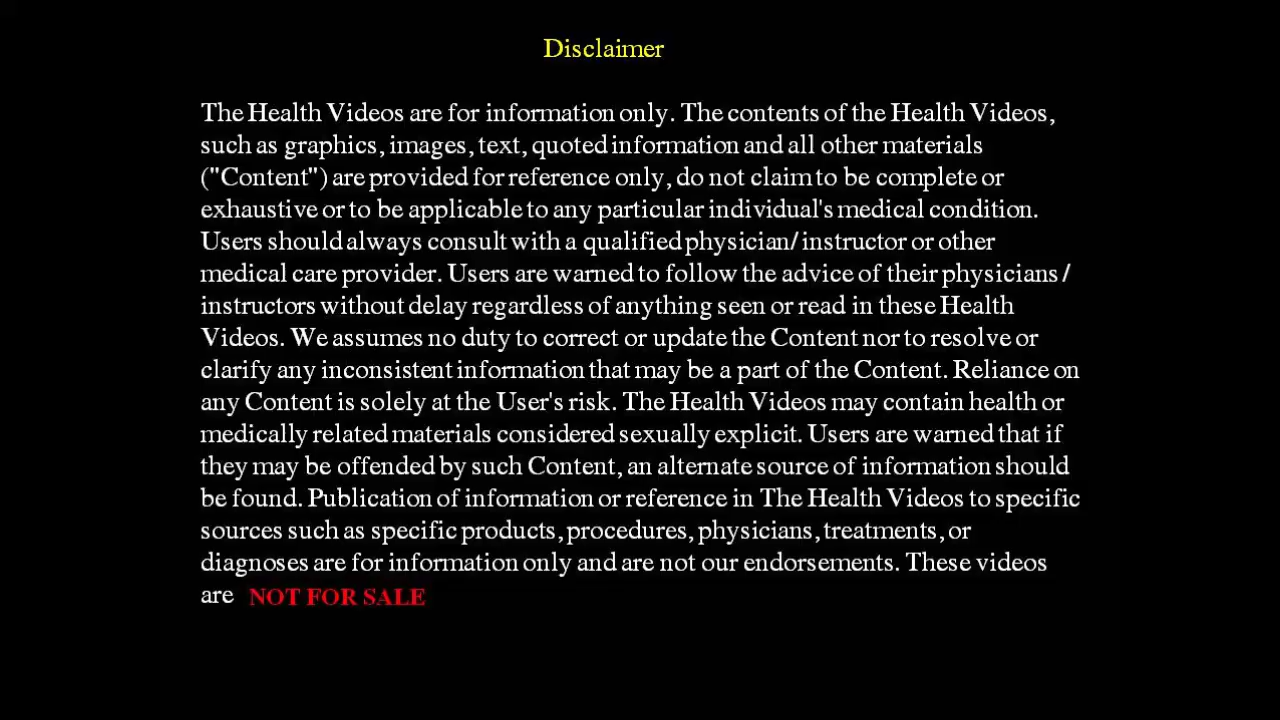 Disclaimer
The Health Videos are for information only. The contents of the Health Videos,
such as graphics, images, text, quoted information and all other materials
("Content") are provided for reference only, do not claim to be complete or
exhaustive or to be applicable to any particular individual's medical condition.
Users should always consult with a qualified physician/ instructor or other
medical care provider. Users are warned to follow the advice of their physicians /
instructors without delay regardless of anything seen or read in these Health
Videos. We assumes no duty to correct or update the Content nor to resolve or
clarify any inconsistent information that may be a part of the Content. Reliance on
any Content is solely at the User's risk. The Health Videos may contain health or
medically related materials considered sexually explicit. Users are warned that if
they may be offended by such Content, an alternate source of information should
be found. Publication of information or reference in The Health Videos to specific
sources such as specific products, procedures, physicians, treatments, or
diagnoses are for information only and are not our endorsements. These videos
are NOT FOR SALE